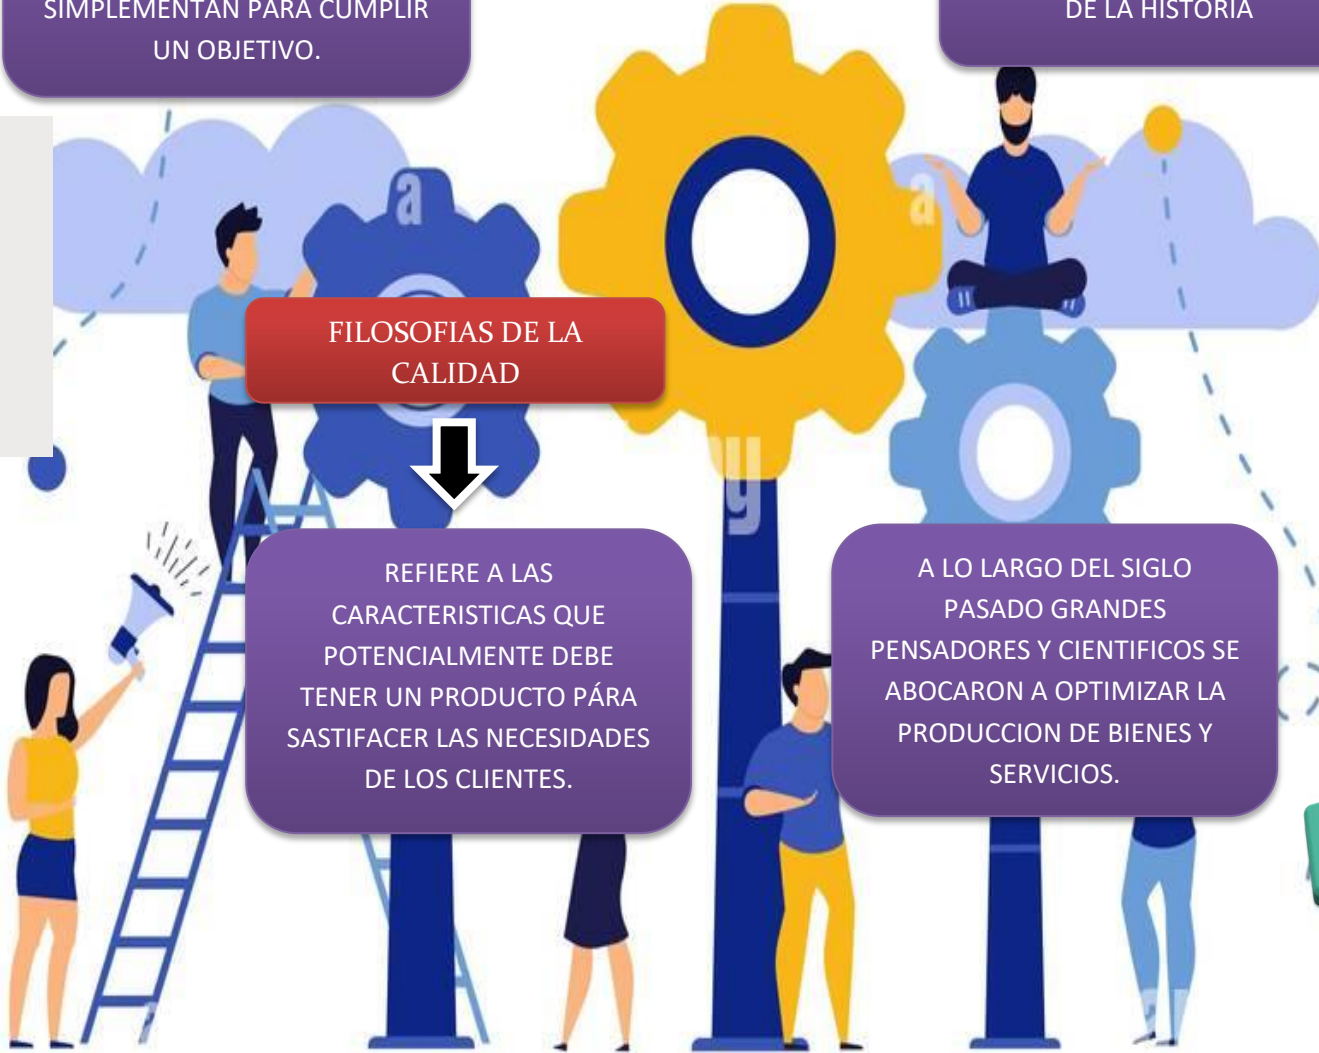 SIMPLEMENTAN PARA CUMPLIR
UN OBJETIVO.
DE LA HISTORIA
FILOSOFIAS DE LA
CALIDAD
REFIERE A LAS
CARACTERISTICAS QUE
POTENCIALMENTE DEBE
TENER UN PRODUCTO PÁRA
SASTIFACER LAS NECESIDADES
DE LOS CLIENTES.
A LO LARGO DEL SIGLO
PASADO GRANDES
PENSADORES Y CIENTIFICOS SE
ABOCARON A OPTIMIZAR LA
PRODUCCION DE BIENES Y
SERVICIOS.
a
a
y
a